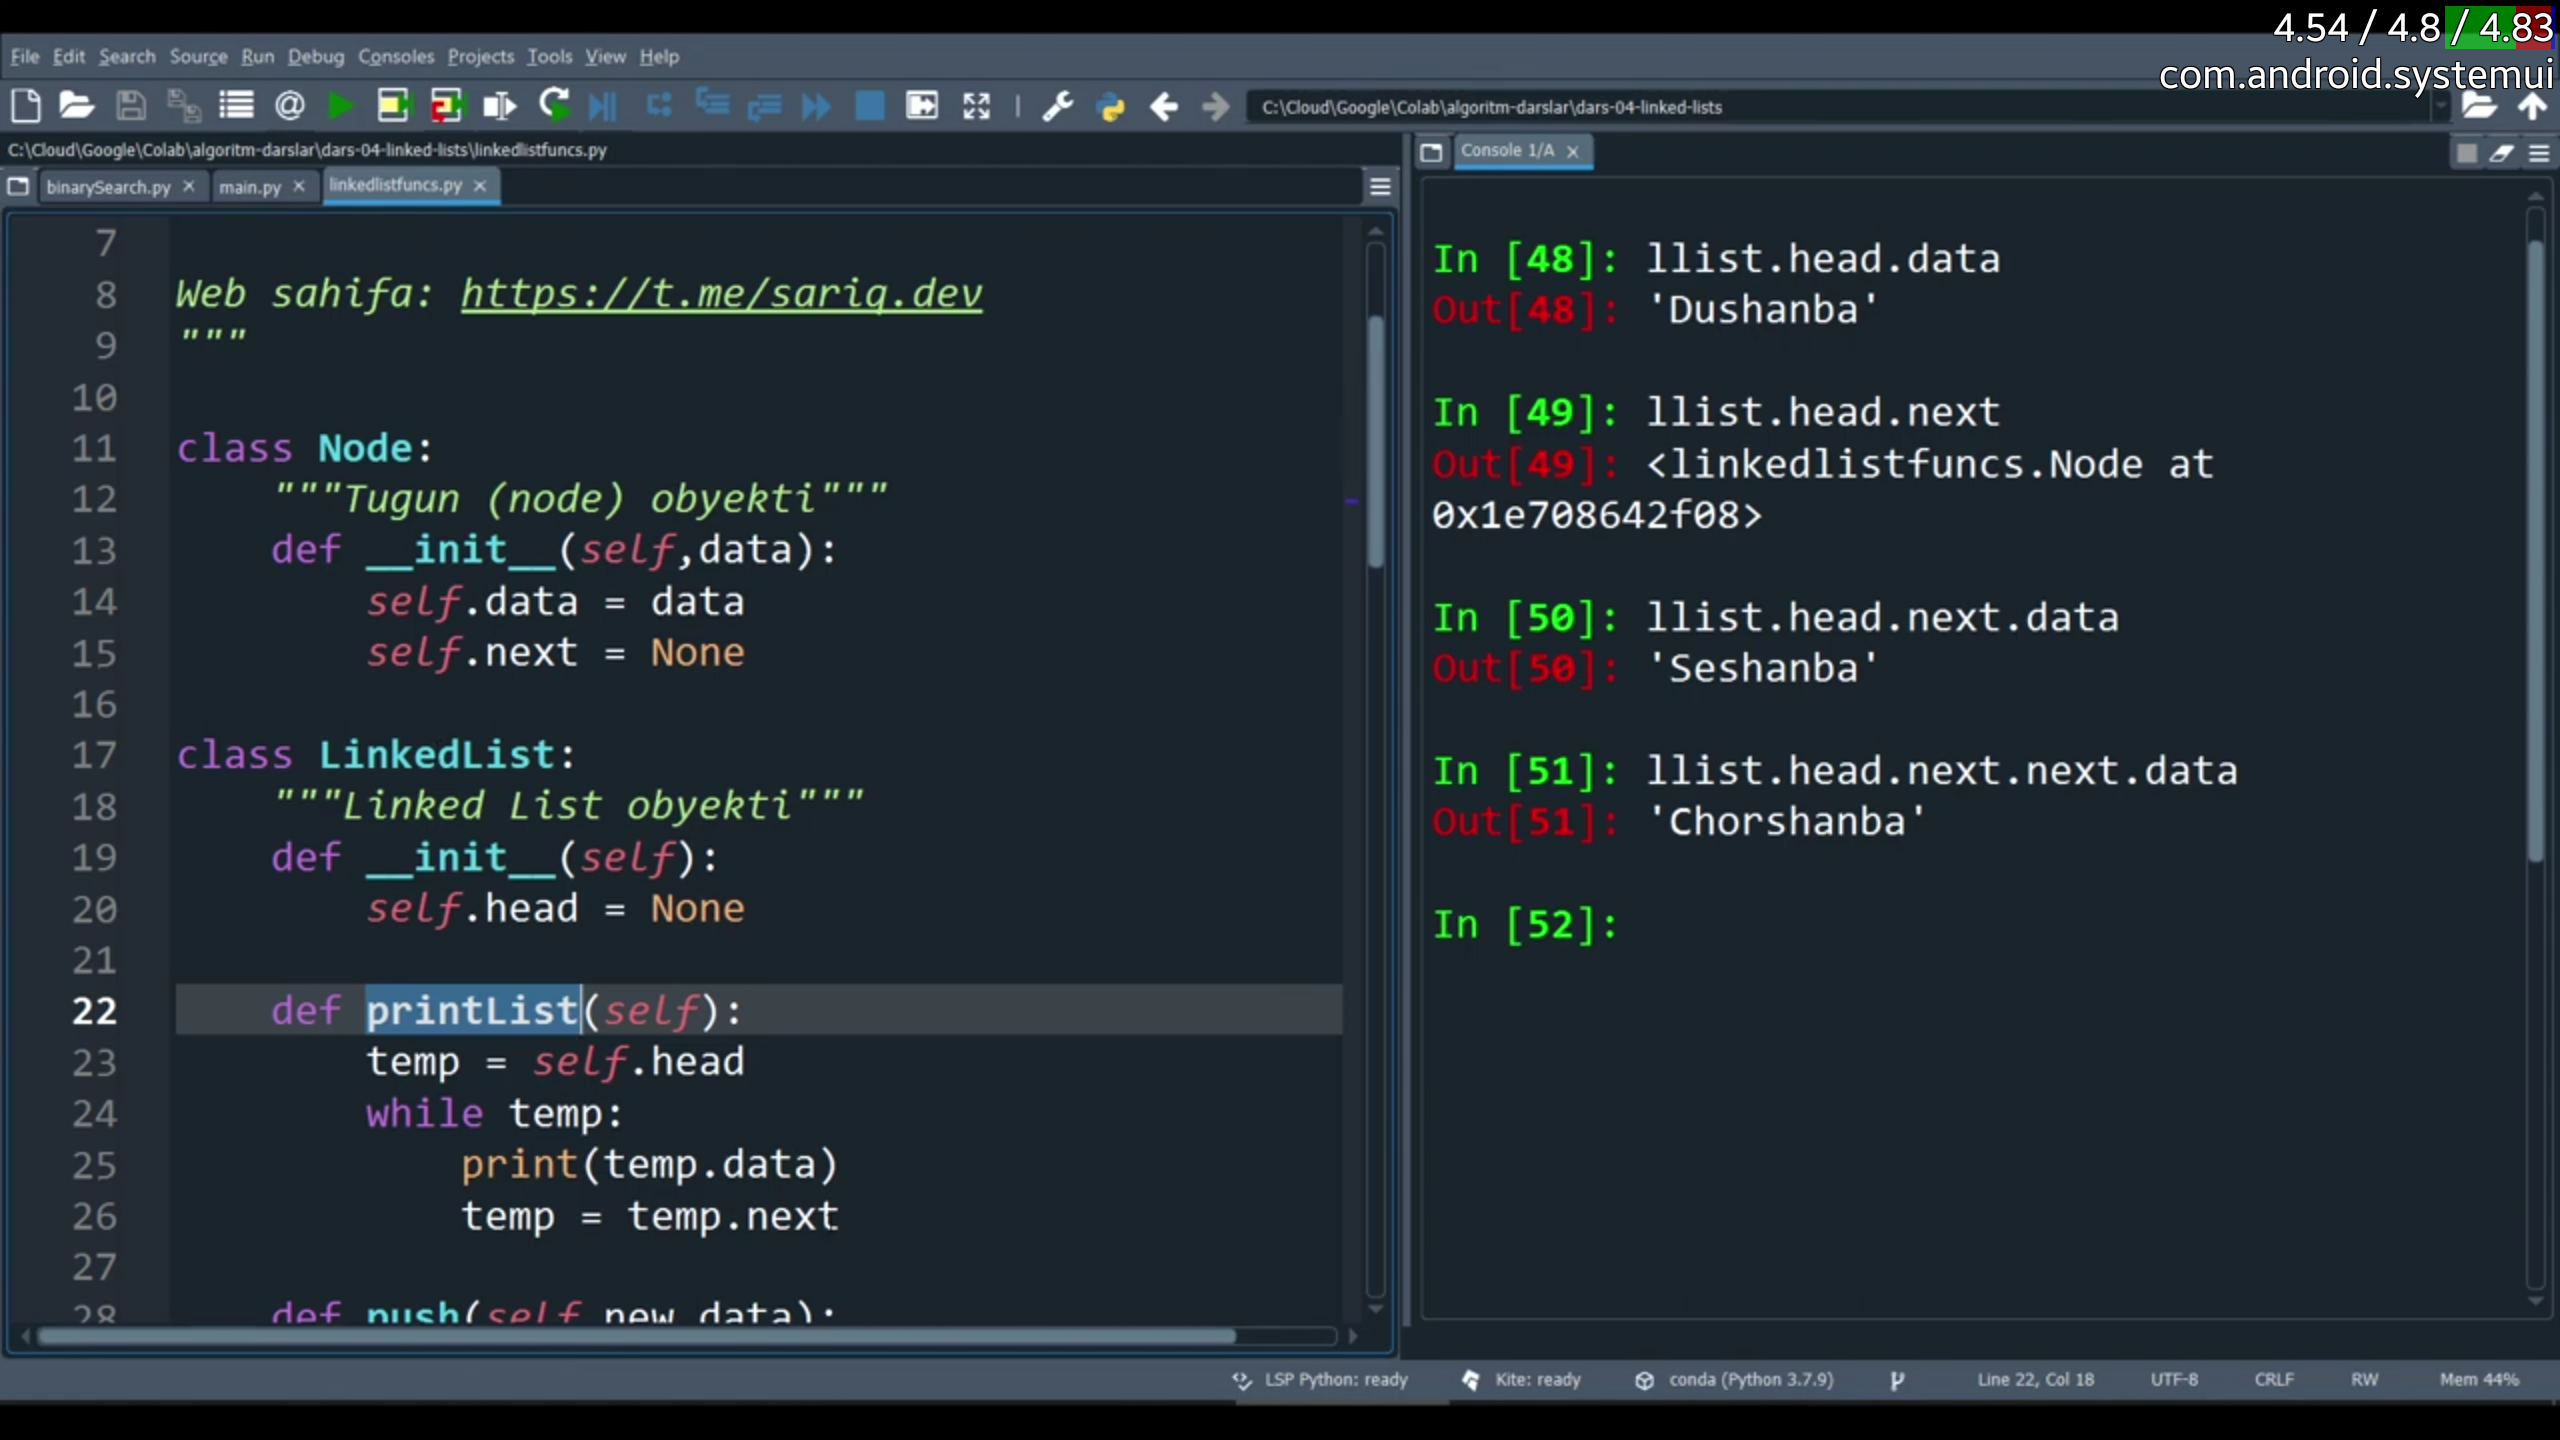 4.54 / 4.8 / 4.83
com.android.systemui
File Edit Search Source Run Debug Consoles Projects Tools View Help
C:\Cloud\Google\Colab\algoritm-darslar\dars-04-linked-lists
C:\Cloud\Google\Colab\algoritm-darslar\dars-04-linked-lists\linkedlistfuncs.py
binarySearch.py main.py linkedlistfuncs.py
7
8 Web sahifa: https://t.me/sariq.dev
9 """
10
11 class Node:
12 """Tugun (node) obyekti"""
13 def __init__(self,data):
14 self.data = data
15 self.next = None
16
17 class LinkedList:
18 """Linked List obyekti"""
19 def __init__(self):
20 self.head = None
21
22 def printList(self):
23 temp = self.head
24 while temp:
25 print(temp.data)
26 temp = temp.next
27
28 def push(self new_data):
Console 1/A
In [48]: llist.head.data
Out[48]: 'Dushanba'
In [49]: llist.head.next
Out[49]: <linkedlistfuncs.Node at
0x1e708642f08>
In [50]: llist.head.next.data
Out[50]: 'Seshanba'
In [51]: llist.head.next.next.data
Out[51]: 'Chorshanba'
In [52]:
LSP Python: ready Kite: ready conda (Python 3.7.9) Line 22, Col 18 UTF-8 CRLF RW Mem 44%